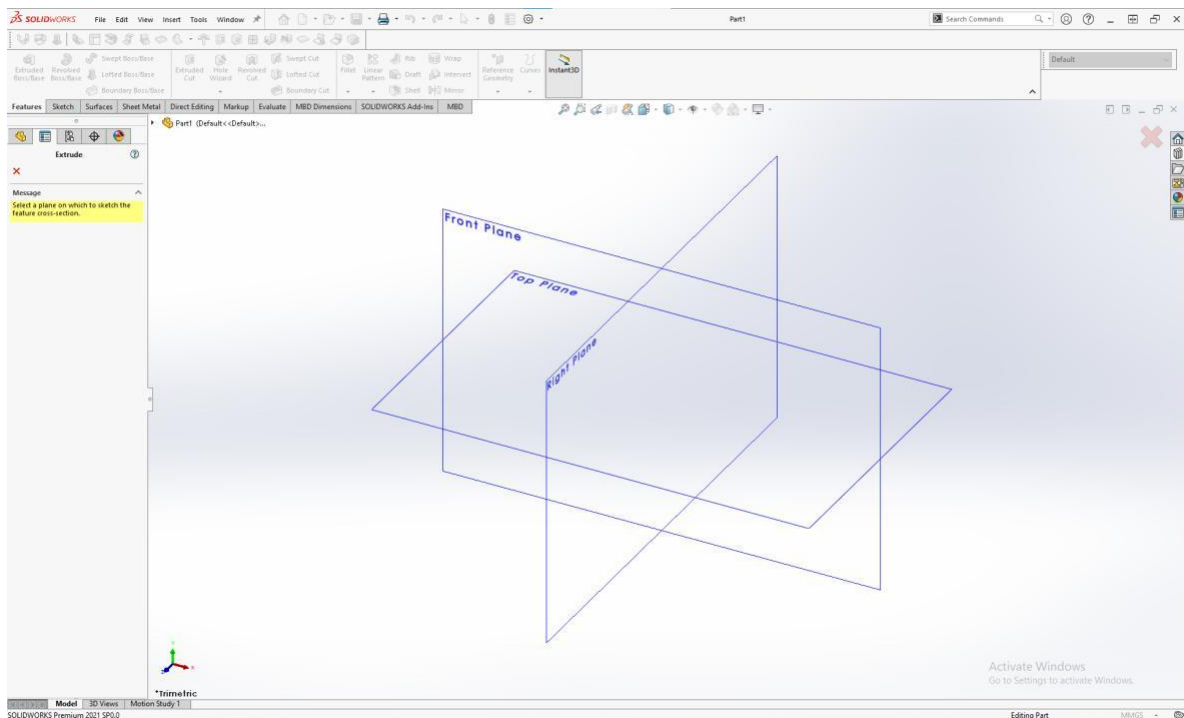 SOLIDWORKS File Edit View Insert Tools Window Part1 Search Commands
Extruded Boss/Base Revolved Boss/Base Swept Boss/Base Lofted Boss/Base Boundary Boss/Base Extruded Cut Hole Wizard Revolved Cut Swept Cut Lofted Cut Boundary Cut Fillet Linear Pattern Rib Draft Shell Wrap Intersect Mirror Reference Geometry Curves Instant3D Default
Features Sketch Surfaces Sheet Metal Direct Editing Markup Evaluate MBD Dimensions SOLIDWORKS Add-Ins MBD
Part1 (Default<<Default>...
Extrude
Message
Select a plane on which to sketch the
feature cross-section.
Front Plane
Top Plane
Right Plane
Activate Windows
Go to Settings to activate Windows.
*Trimetric
Model 3D Views Motion Study 1
SOLIDWORKS Premium 2021 SP0.0 Editing Part MMGS